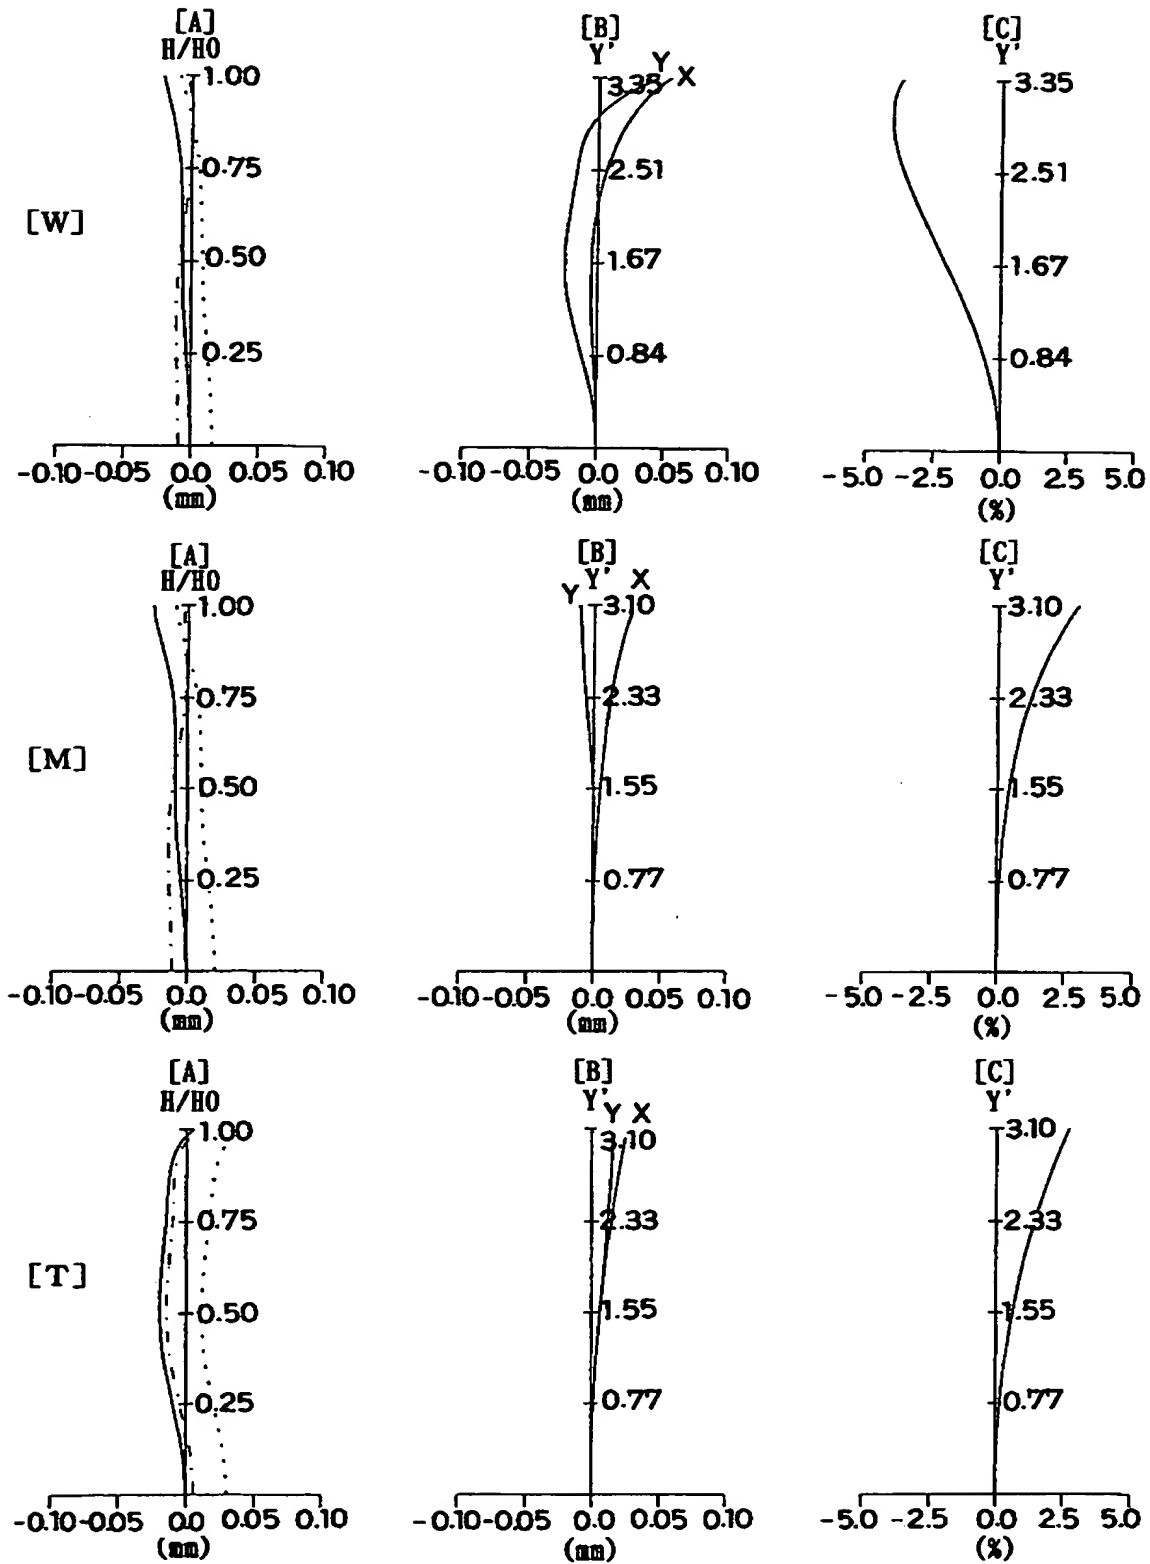 [A] [B] [C]
H/H0 Y' Y'
Y X
1.00 3.35 3.35
0.75 2.51 2.51
[W]
0.50 1.67 1.67
0.25 0.84 0.84
-0.10 -0.05 0.0 0.05 0.10 -0.10 -0.05 0.0 0.05 0.10 -5.0 -2.5 0.0 2.5 5.0
(mm) (mm) (%)
[A] [B] [C]
H/H0 Y' Y'
Y X
1.00 3.10 3.10
0.75 2.33 2.33
[M]
0.50 1.55 1.55
0.25 0.77 0.77
-0.10 -0.05 0.0 0.05 0.10 -0.10 -0.05 0.0 0.05 0.10 -5.0 -2.5 0.0 2.5 5.0
(mm) (mm) (%)
[A] [B] [C]
H/H0 Y' Y'
Y X
1.00 3.10 3.10
0.75 2.33 2.33
[T]
0.50 1.55 1.55
0.25 0.77 0.77
-0.10 -0.05 0.0 0.05 0.10 -0.10 -0.05 0.0 0.05 0.10 -5.0 -2.5 0.0 2.5 5.0
(mm) (mm) (%)